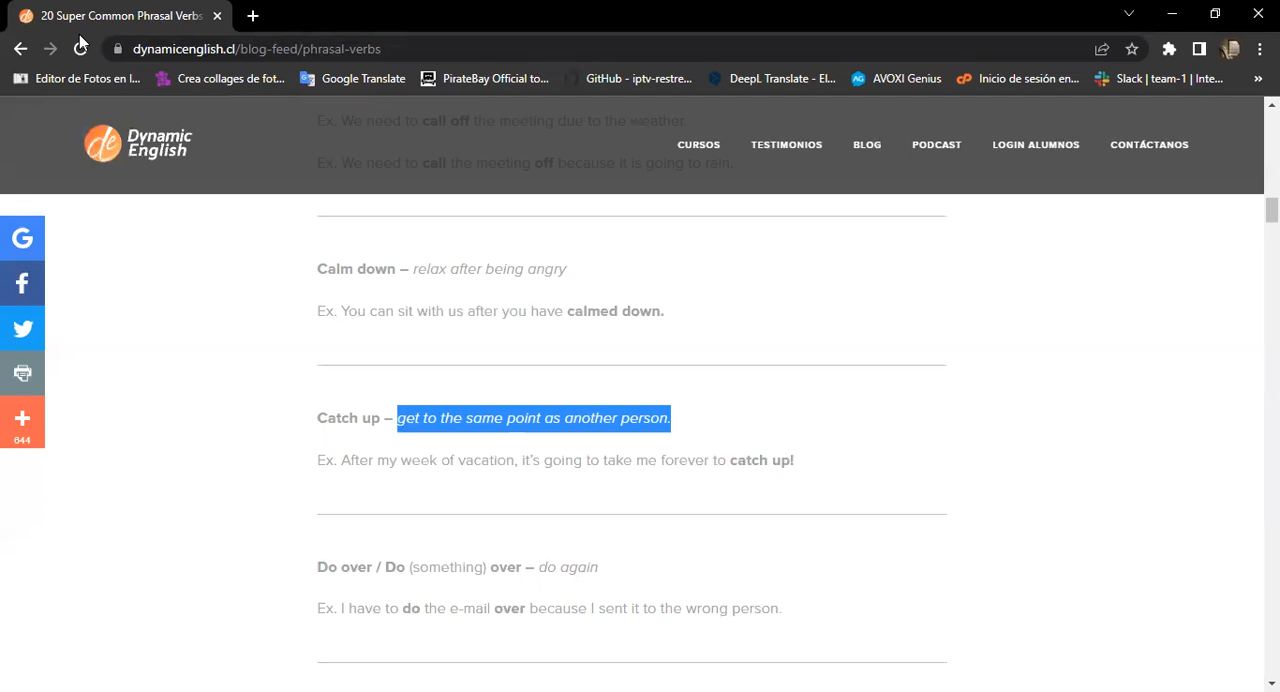 20 Super Common Phrasal Verbs
dynamicenglish.cl/blog-feed/phrasal-verbs
Editor de Fotos en l... Crea collages de fot... Google Translate PirateBay Official to... GitHub - iptv-restre... DeepL Translate - El... AVOXI Genius Inicio de sesión en... Slack | team-1 | Inte... »
Ex. We need to call off the meeting due to the weather.
Dynamic
English
CURSOS TESTIMONIOS BLOG PODCAST LOGIN ALUMNOS CONTÁCTANOS
Ex. We need to call the meeting off because it is going to rain.
Calm down – relax after being angry
Ex. You can sit with us after you have calmed down.
Catch up – get to the same point as another person.
644
Ex. After my week of vacation, it's going to take me forever to catch up!
Do over / Do (something) over – do again
Ex. I have to do the e-mail over because I sent it to the wrong person.